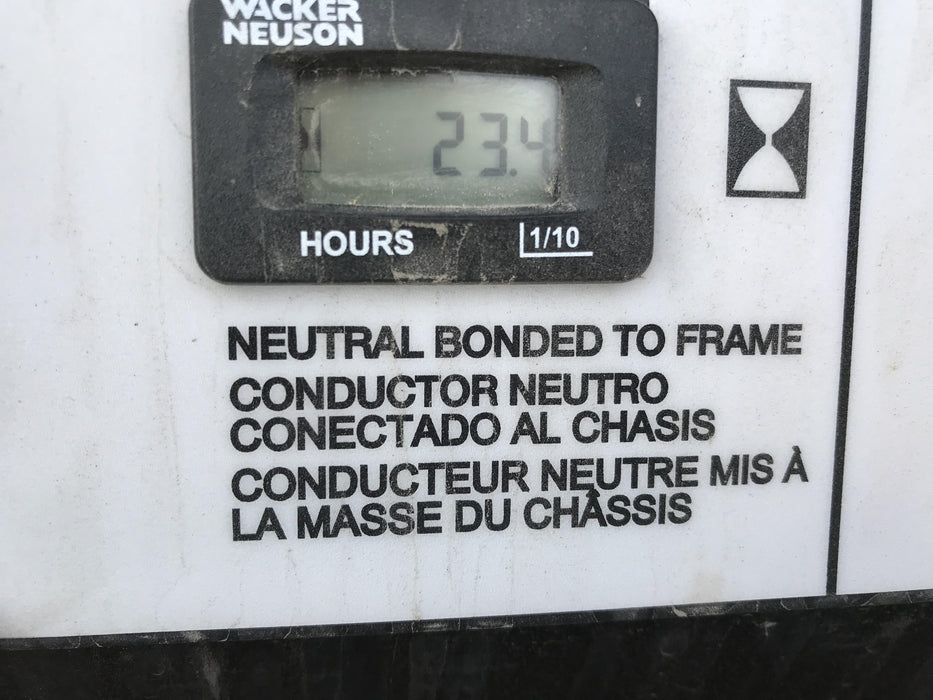 WACKER
NEUSON
23.4
HOURS 1/10
NEUTRAL BONDED TO FRAME
CONDUCTOR NEUTRO
CONECTADO AL CHASIS
CONDUCTEUR NEUTRE MIS À
LA MASSE DU CHÂSSIS